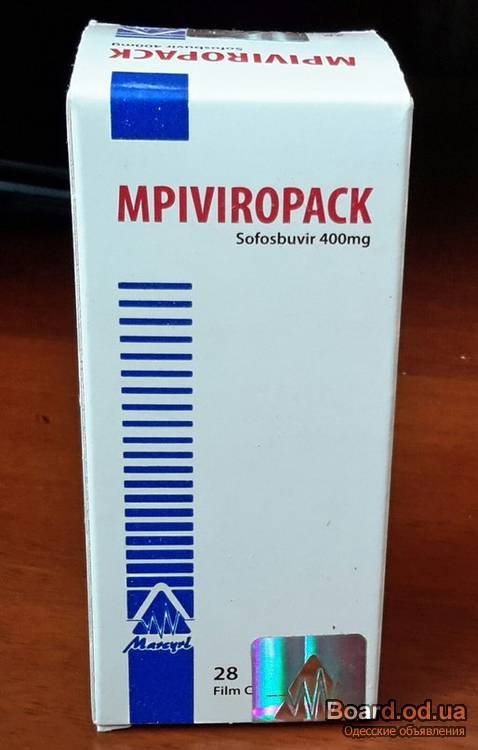 MPIVIROPACK
Sofosbuvir 400mg
MPIVIROPACK
Sofosbuvir 400mg
Marcyrl
28
Film
Board.od.ua
Одесские объявления